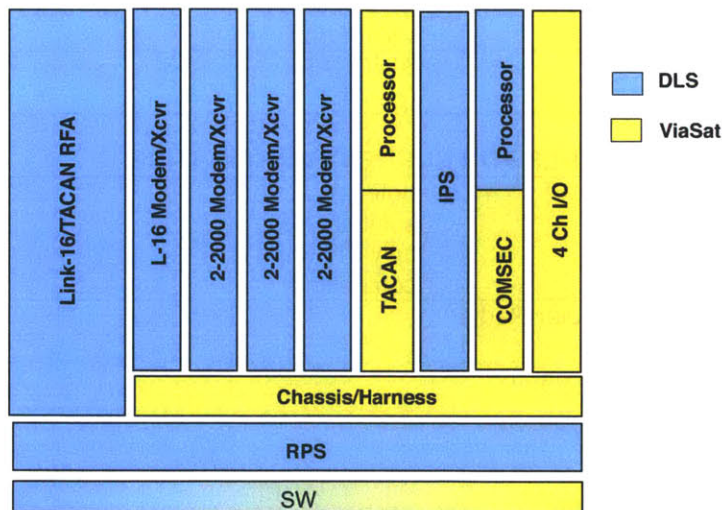 Link-16/TACAN RFA
L-16 Modem/Xcvr
2-2000 Modem/Xcvr
2-2000 Modem/Xcvr
2-2000 Modem/Xcvr
Processor
TACAN
IPS
Processor
COMSEC
4 Ch I/O
DLS
ViaSat
Chassis/Harness
RPS
SW